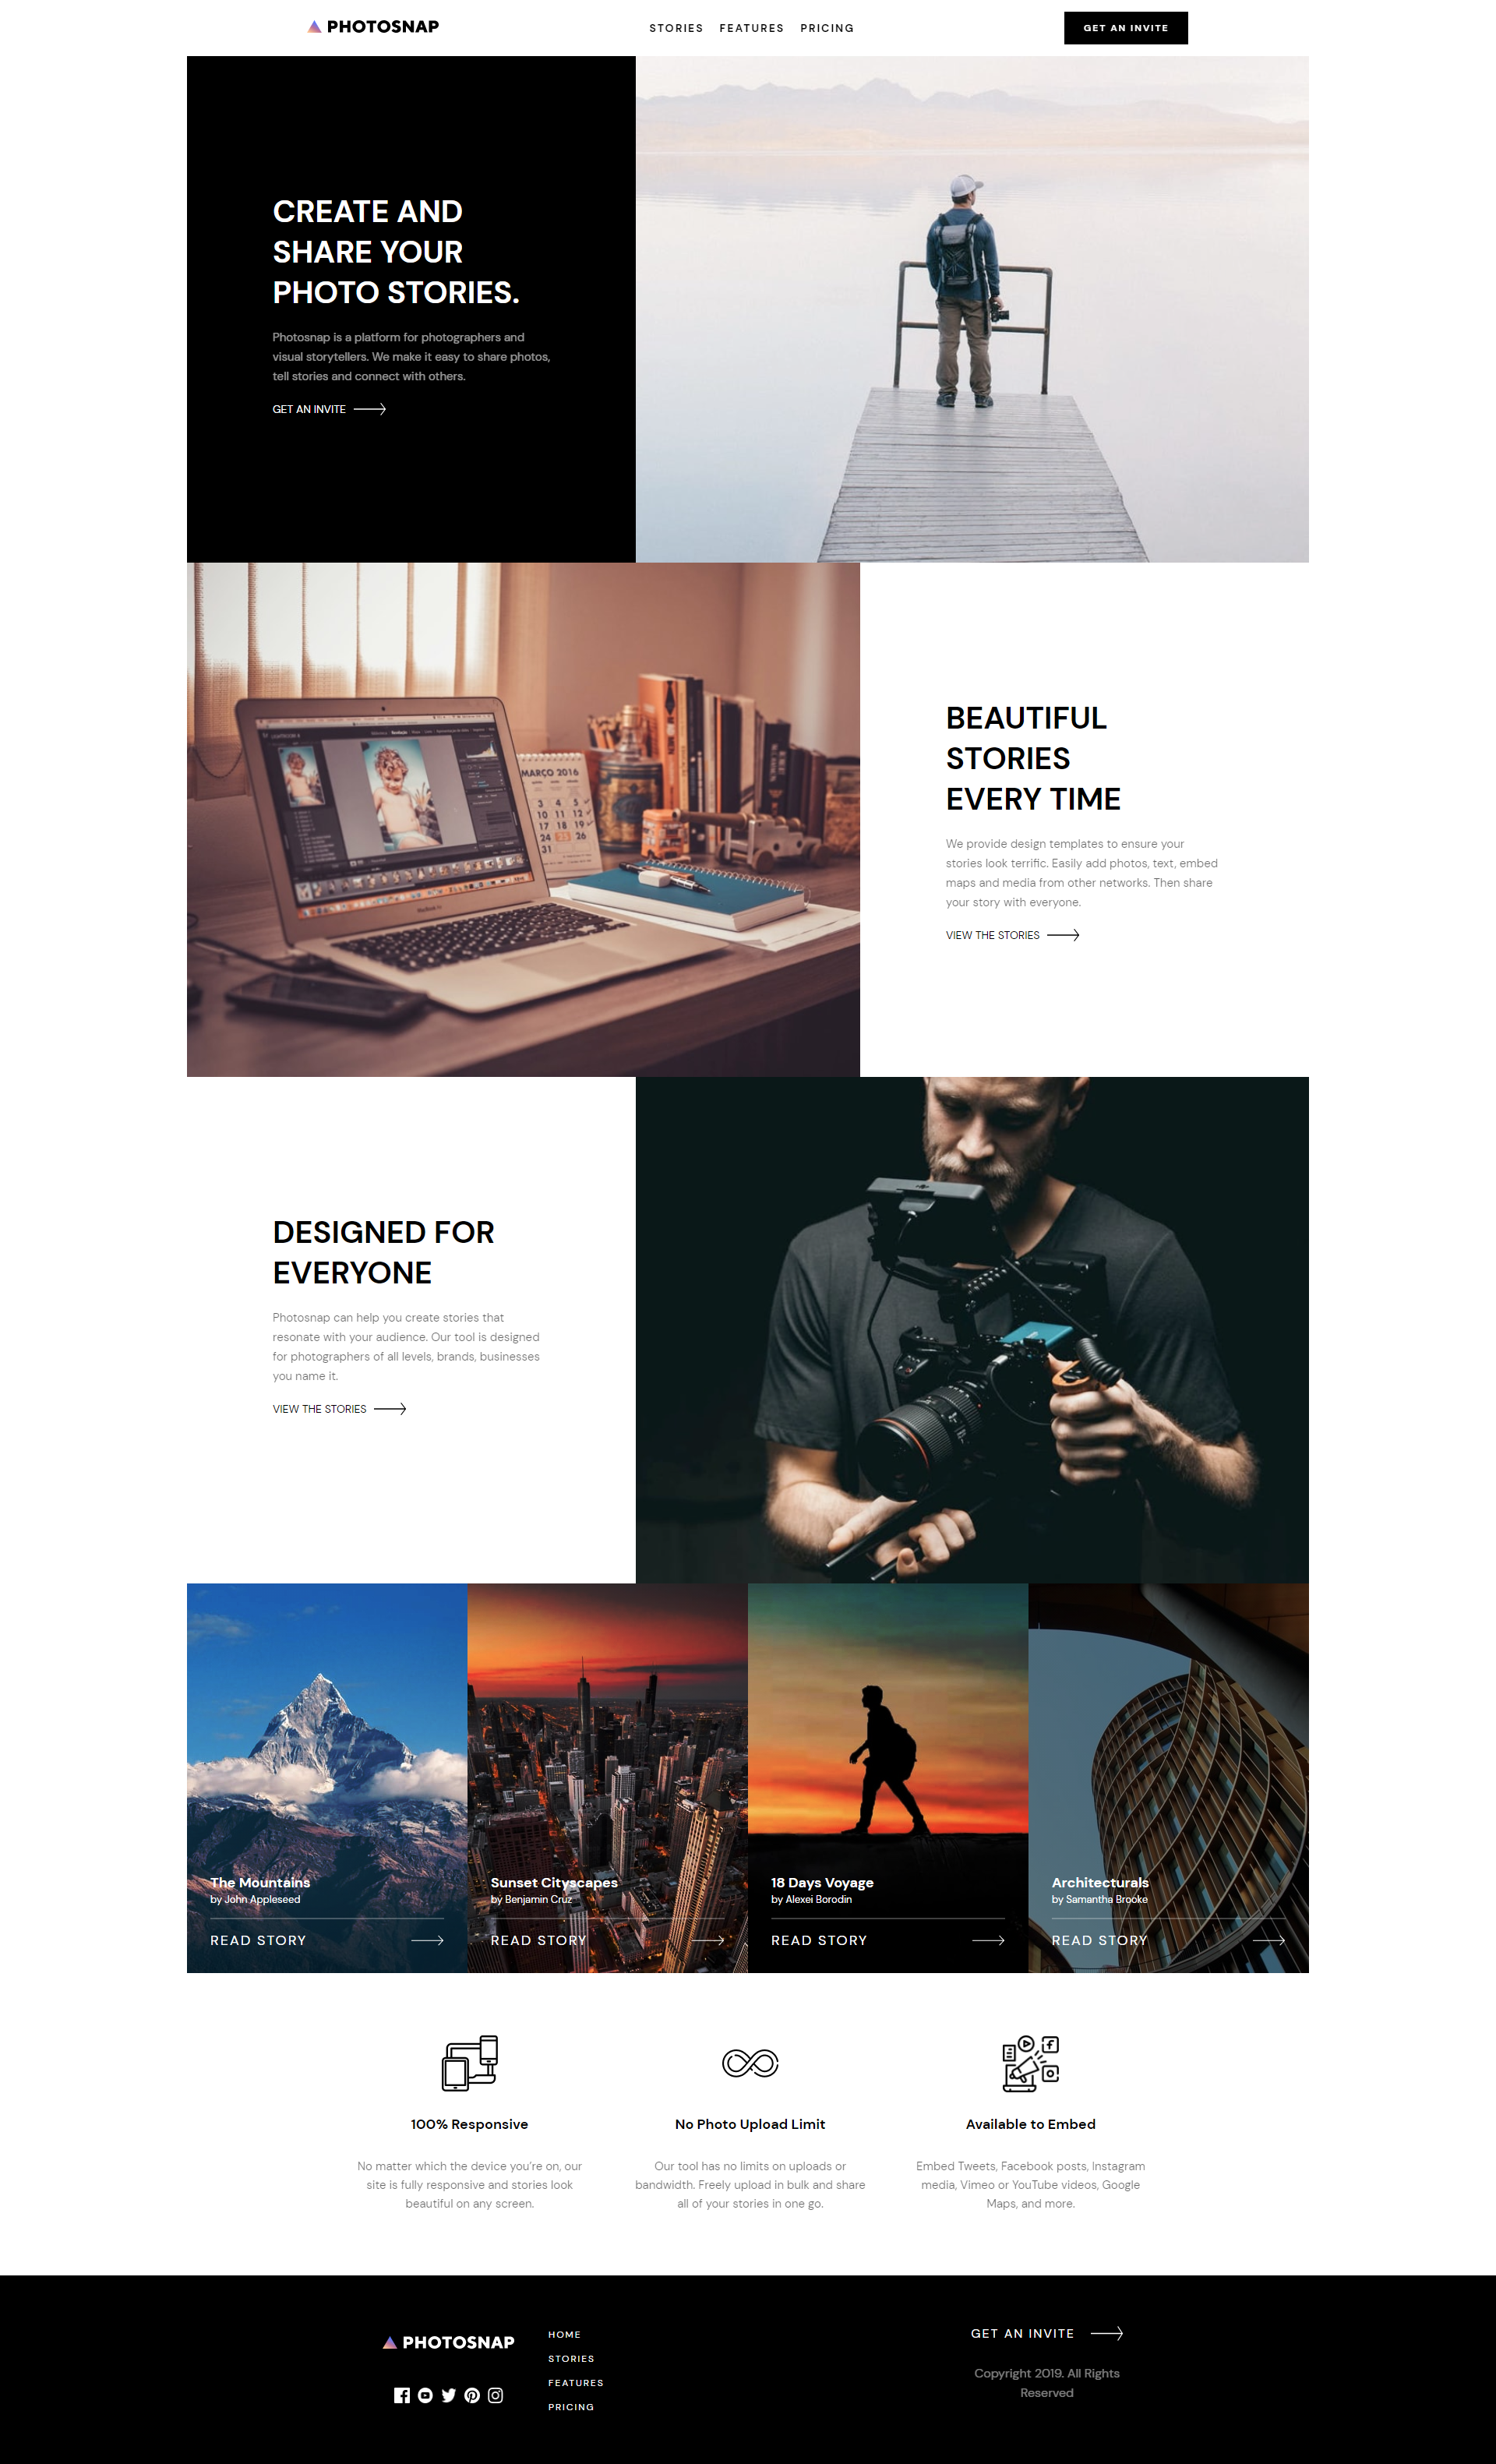 PHOTOSNAP
STORIES FEATURES PRICING
GET AN INVITE
CREATE AND
SHARE YOUR
PHOTO STORIES.
Photosnap is a platform for photographers and
visual storytellers. We make it easy to share photos,
tell stories and connect with others.
GET AN INVITE
MARÇO 2016
BEAUTIFUL
STORIES
EVERY TIME
We provide design templates to ensure your
stories look terrific. Easily add photos, text, embed
maps and media from other networks. Then share
your story with everyone.
VIEW THE STORIES
DESIGNED FOR
EVERYONE
Photosnap can help you create stories that
resonate with your audience. Our tool is designed
for photographers of all levels, brands, businesses
you name it.
VIEW THE STORIES
The Mountains
by John Appleseed
READ STORY
Sunset Cityscapes
by Benjamin Cruz
READ STORY
18 Days Voyage
by Alexei Borodin
READ STORY
Architecturals
by Samantha Brooke
READ STORY
100% Responsive
No matter which the device you're on, our
site is fully responsive and stories look
beautiful on any screen.
No Photo Upload Limit
Our tool has no limits on uploads or
bandwidth. Freely upload in bulk and share
all of your stories in one go.
Available to Embed
Embed Tweets, Facebook posts, Instagram
media, Vimeo or YouTube videos, Google
Maps, and more.
PHOTOSNAP
HOME
STORIES
FEATURES
PRICING
GET AN INVITE
Copyright 2019. All Rights
Reserved